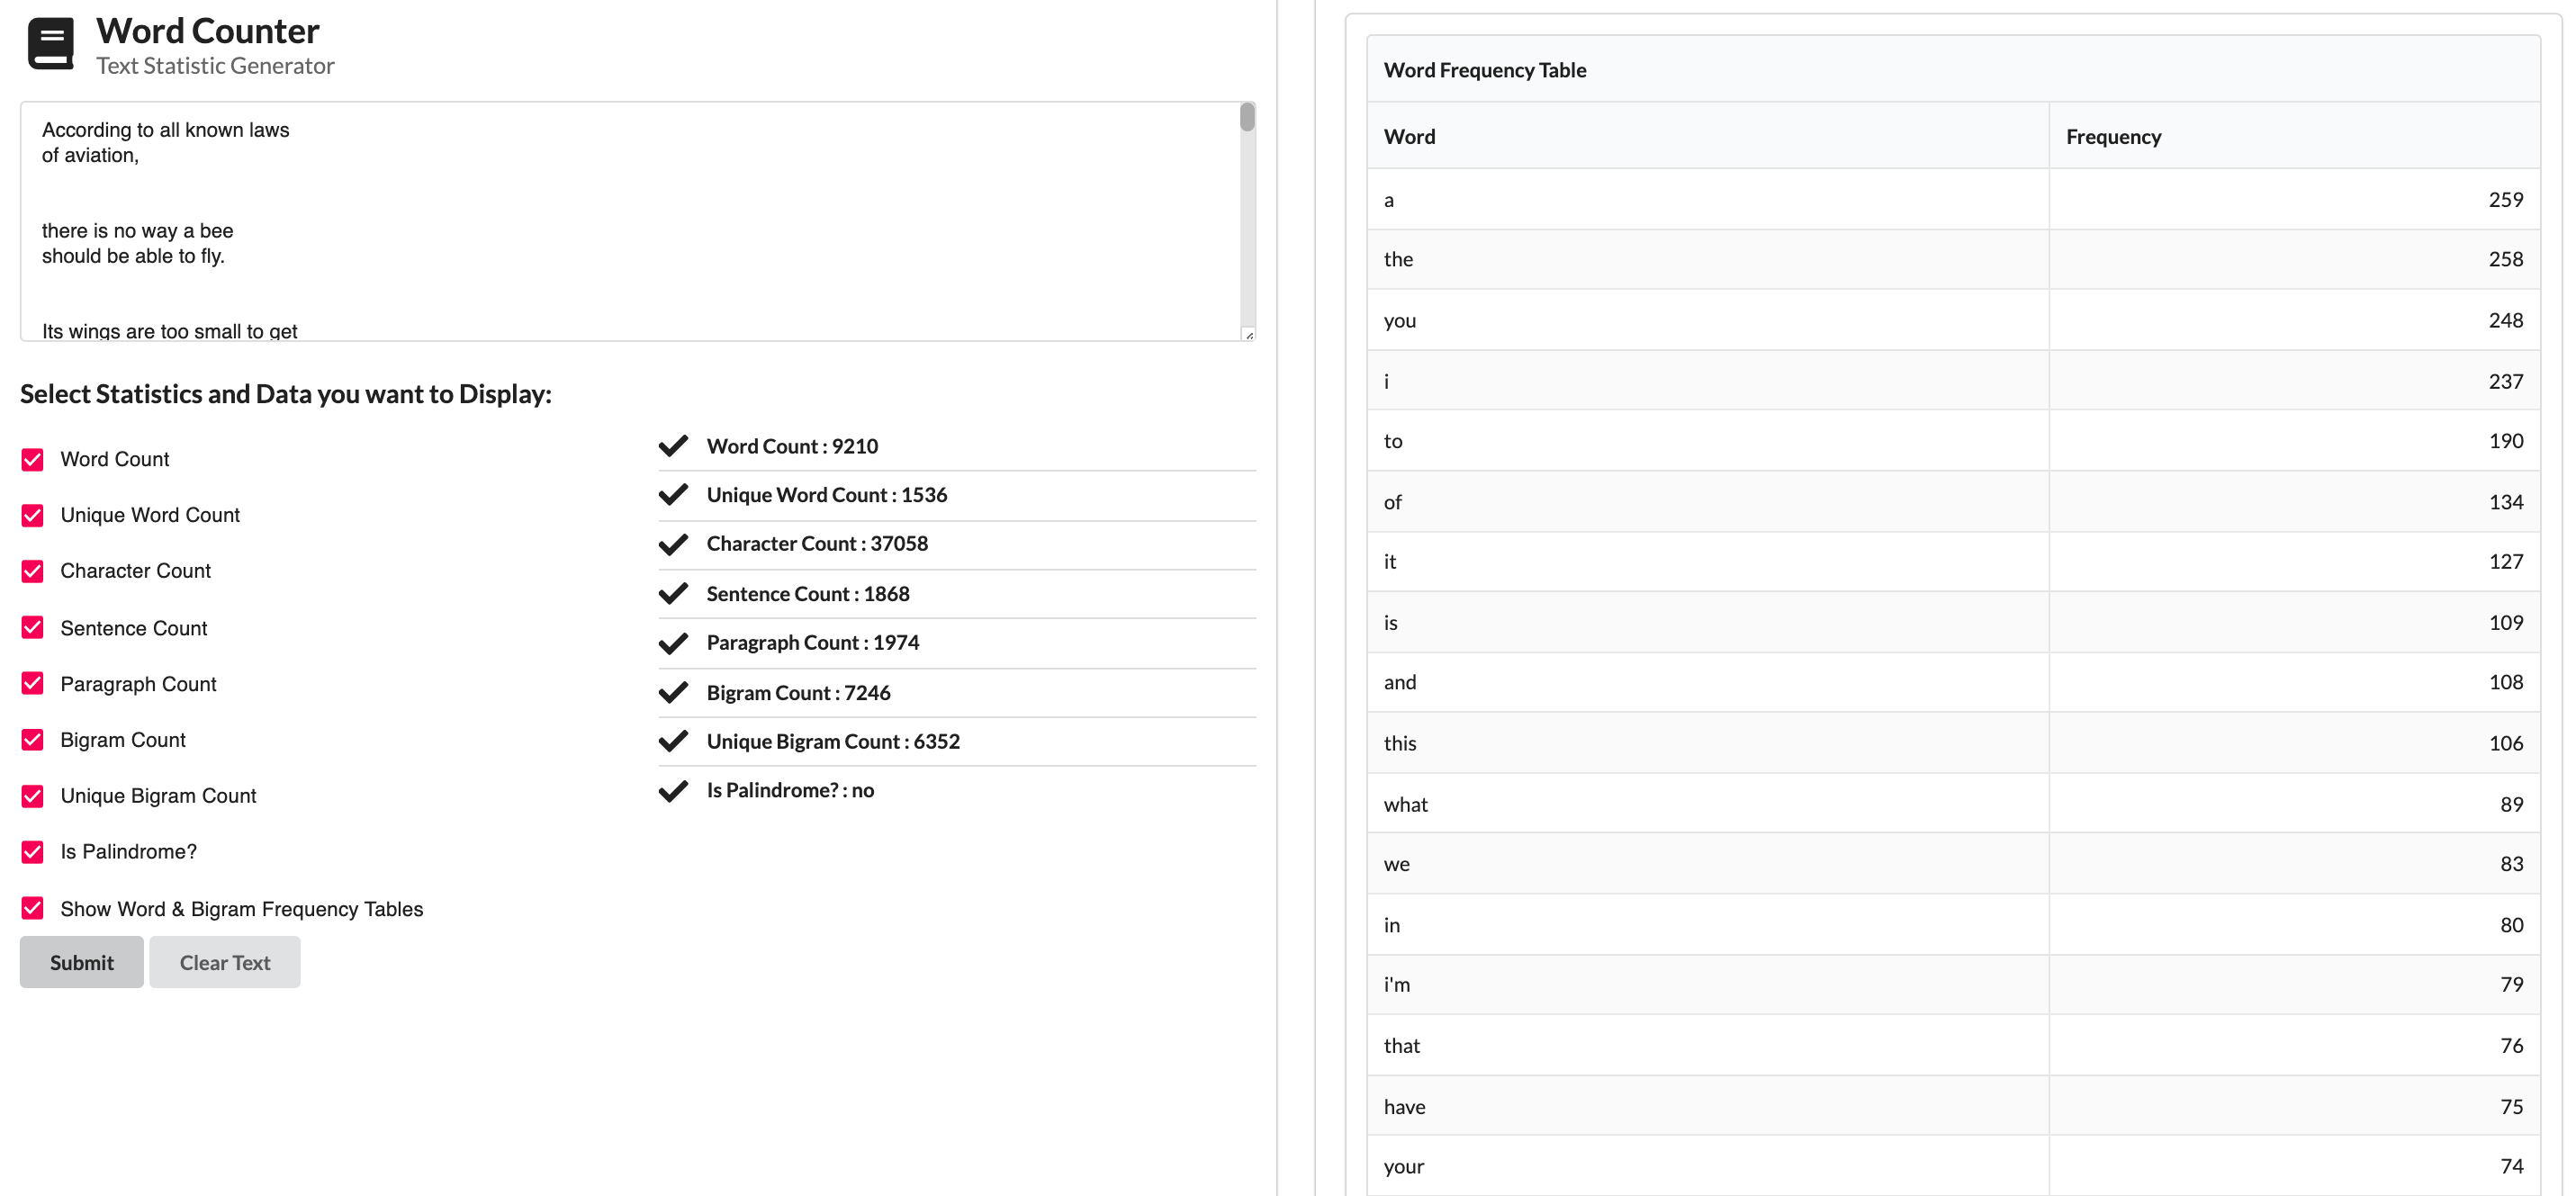 Word Counter
Text Statistic Generator
According to all known laws
of aviation,
there is no way a bee
should be able to fly.
Its wings are too small to get
Select Statistics and Data you want to Display:
Word Count
Unique Word Count
Character Count
Sentence Count
Paragraph Count
Bigram Count
Unique Bigram Count
Is Palindrome?
Show Word & Bigram Frequency Tables
Submit Clear Text
Word Count : 9210
Unique Word Count : 1536
Character Count : 37058
Sentence Count : 1868
Paragraph Count : 1974
Bigram Count : 7246
Unique Bigram Count : 6352
Is Palindrome? : no
Word Frequency Table
Word Frequency
a 259
the 258
you 248
i 237
to 190
of 134
it 127
is 109
and 108
this 106
what 89
we 83
in 80
i'm 79
that 76
have 75
your 74